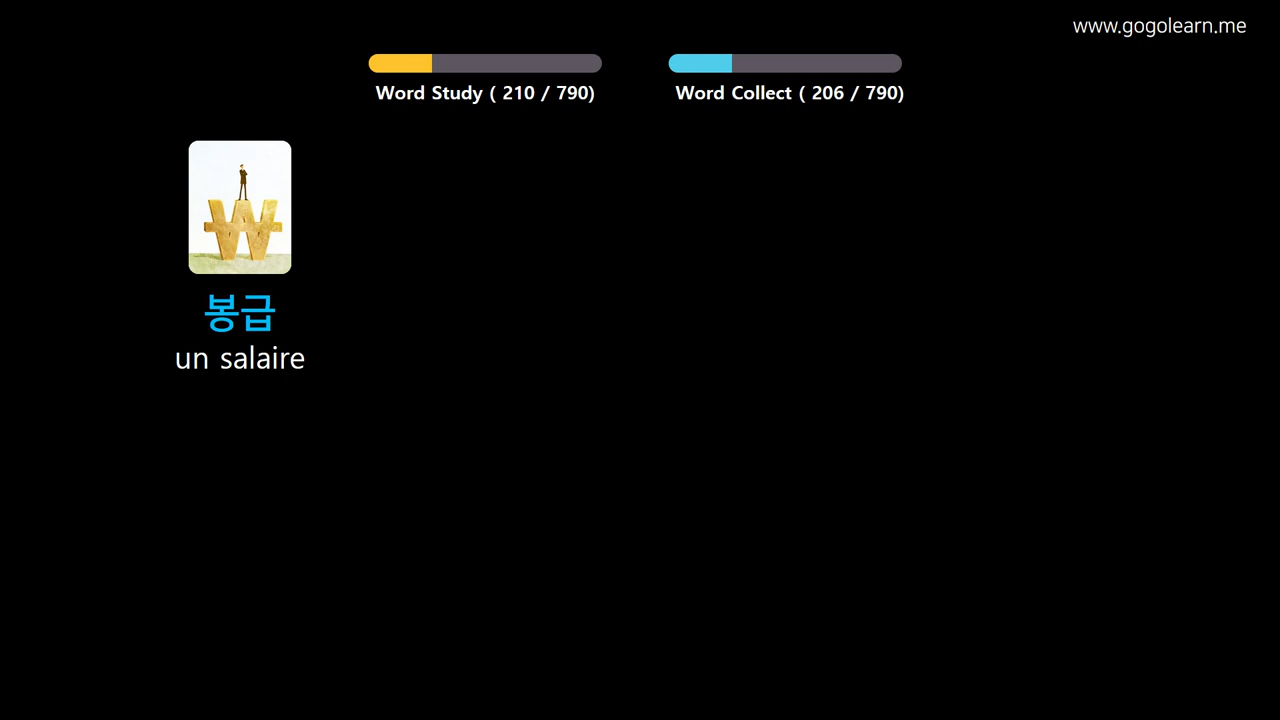 www.gogolearn.me
Word Study ( 210 / 790)
Word Collect ( 206 / 790)
봉급
un salaire